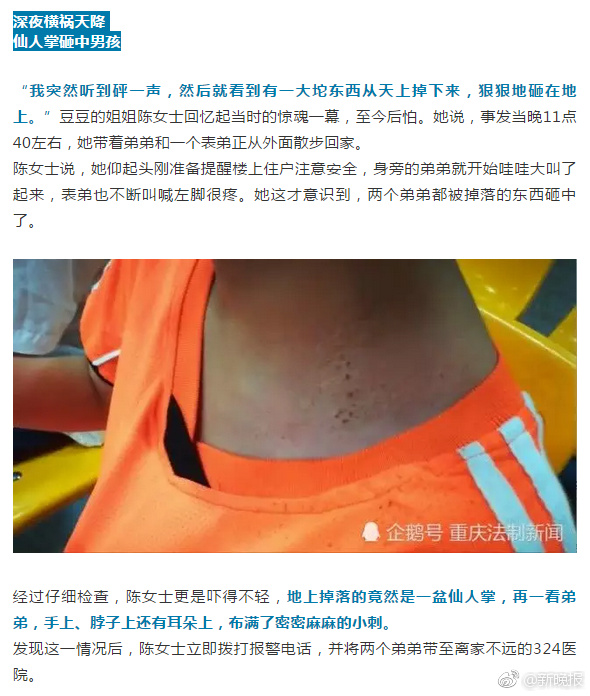 深夜横祸天降
仙人掌砸中男孩
“我突然听到砰一声，然后就看到有一大坨东西从天上掉下来，狠狠地砸在地
上。”豆豆的姐姐陈女士回忆起当时的惊魂一幕，至今后怕。她说，事发当晚11点
40左右，她带着弟弟和一个表弟正从外面散步回家。
陈女士说，她仰起头刚准备提醒楼上住户注意安全，身旁的弟弟就开始哇哇大叫了
起来，表弟也不断叫喊左脚很疼。她这才意识到，两个弟弟都被掉落的东西砸中
了。
企鹅号 重庆法制新闻
经过仔细检查，陈女士更是吓得不轻，地上掉落的竟然是一盆仙人掌，再一看弟
弟，手上、脖子上还有耳朵上，布满了密密麻麻的小刺。
发现这一情况后，陈女士立即拨打报警电话，并将两个弟弟带至离家不远的324医
院。
@新晚报